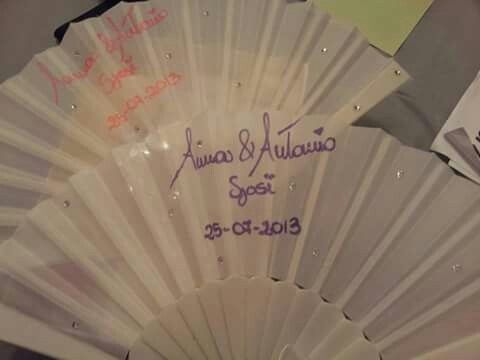 Anna & Antonio
Sposi
25-07-2013
Anna & Antonio
Sposi
25-07-2013